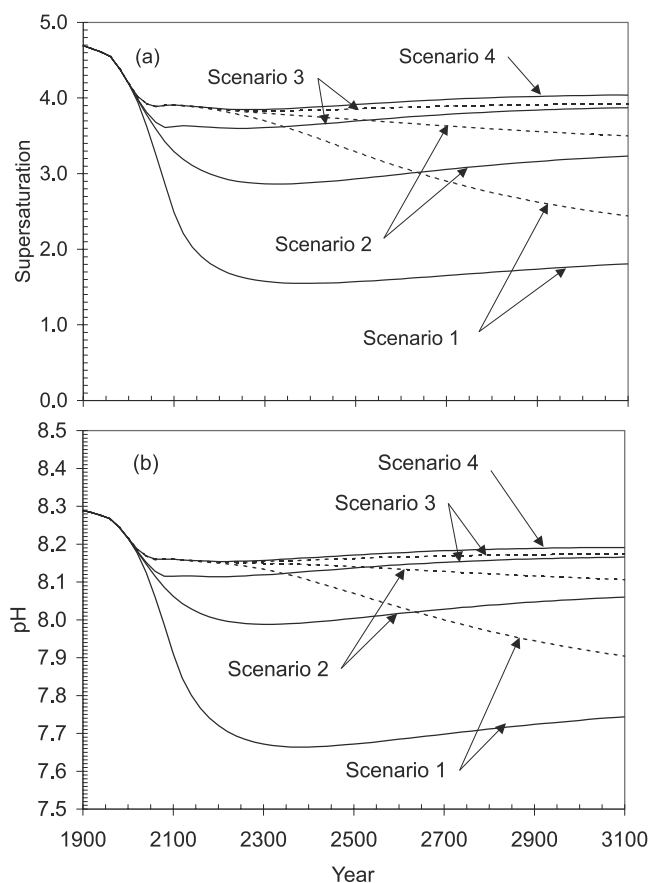 5.0
(a)
Scenario 4
Scenario 3
4.0
3.0
Supersaturation
Scenario 2
2.0
Scenario 1
1.0
0.0
8.5
(b)
8.4
Scenario 4
8.3
Scenario 3
8.2
8.1
pH
8.0
7.9
Scenario 2
7.8
7.7
Scenario 1
7.6
7.5
1900 2100 2300 2500 2700 2900 3100
Year